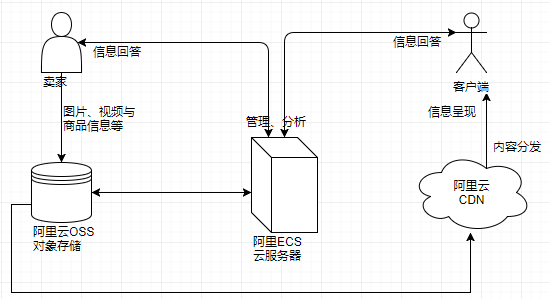 信息回答
信息回答
卖家
客户端
图片、视频与
商品信息等
管理、分析
信息呈现
内容分发
阿里云
CDN
阿里云OSS
对象存储
阿里ECS
云服务器